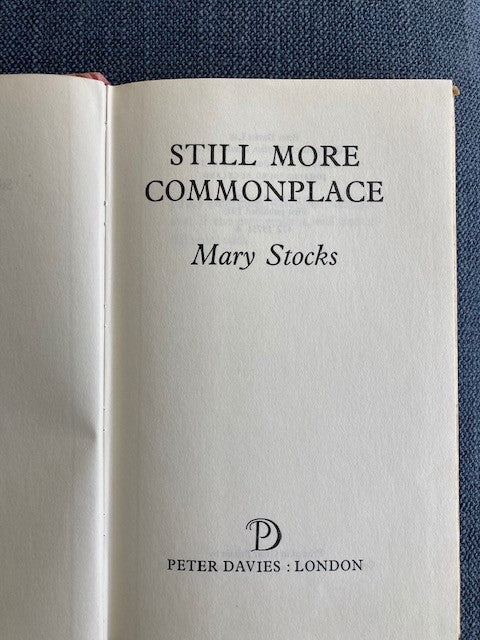 STILL MORE
COMMONPLACE
Mary Stocks
PD
PETER DAVIES : LONDON